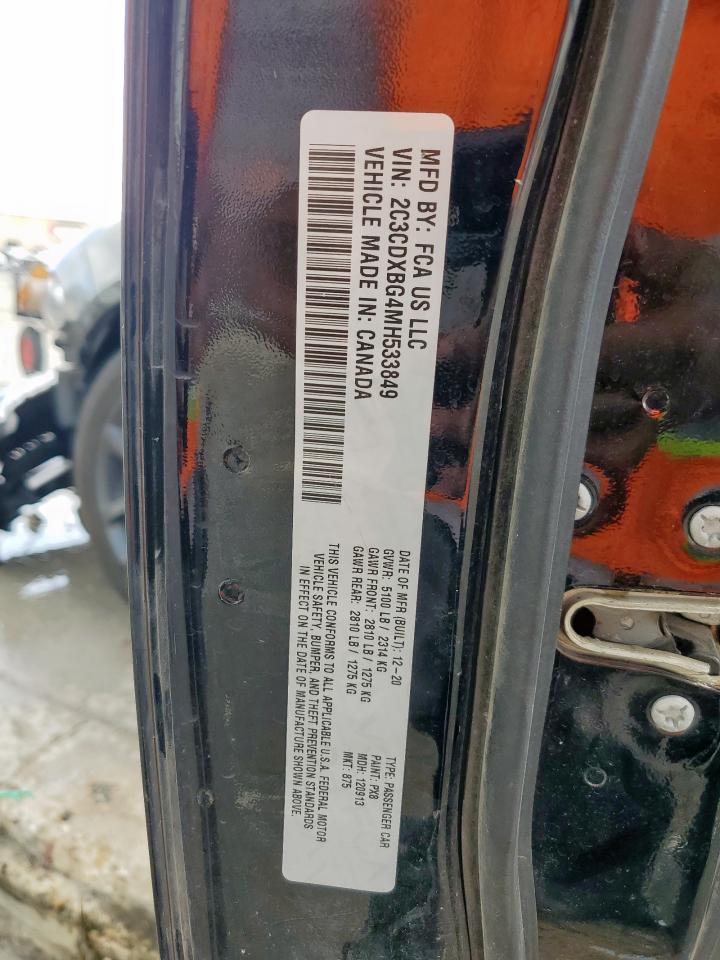 MFD BY: FCA US LLC
VIN: 2C3CDXBG4MH533849
VEHICLE MADE IN: CANADA
DATE OF MFR (BUILT): 12-20
GVWR: 5100 LB / 2314 KG
GAWR FRONT: 2810 LB / 1275 KG
GAWR REAR: 2810 LB / 1275 KG
TYPE: PASSENGER CAR
PAINT: PX8
MDH: 120913
MKT: 875
THIS VEHICLE CONFORMS TO ALL APPLICABLE U.S.A. FEDERAL MOTOR
VEHICLE SAFETY, BUMPER, AND THEFT PREVENTION STANDARDS
IN EFFECT ON THE DATE OF MANUFACTURE SHOWN ABOVE.